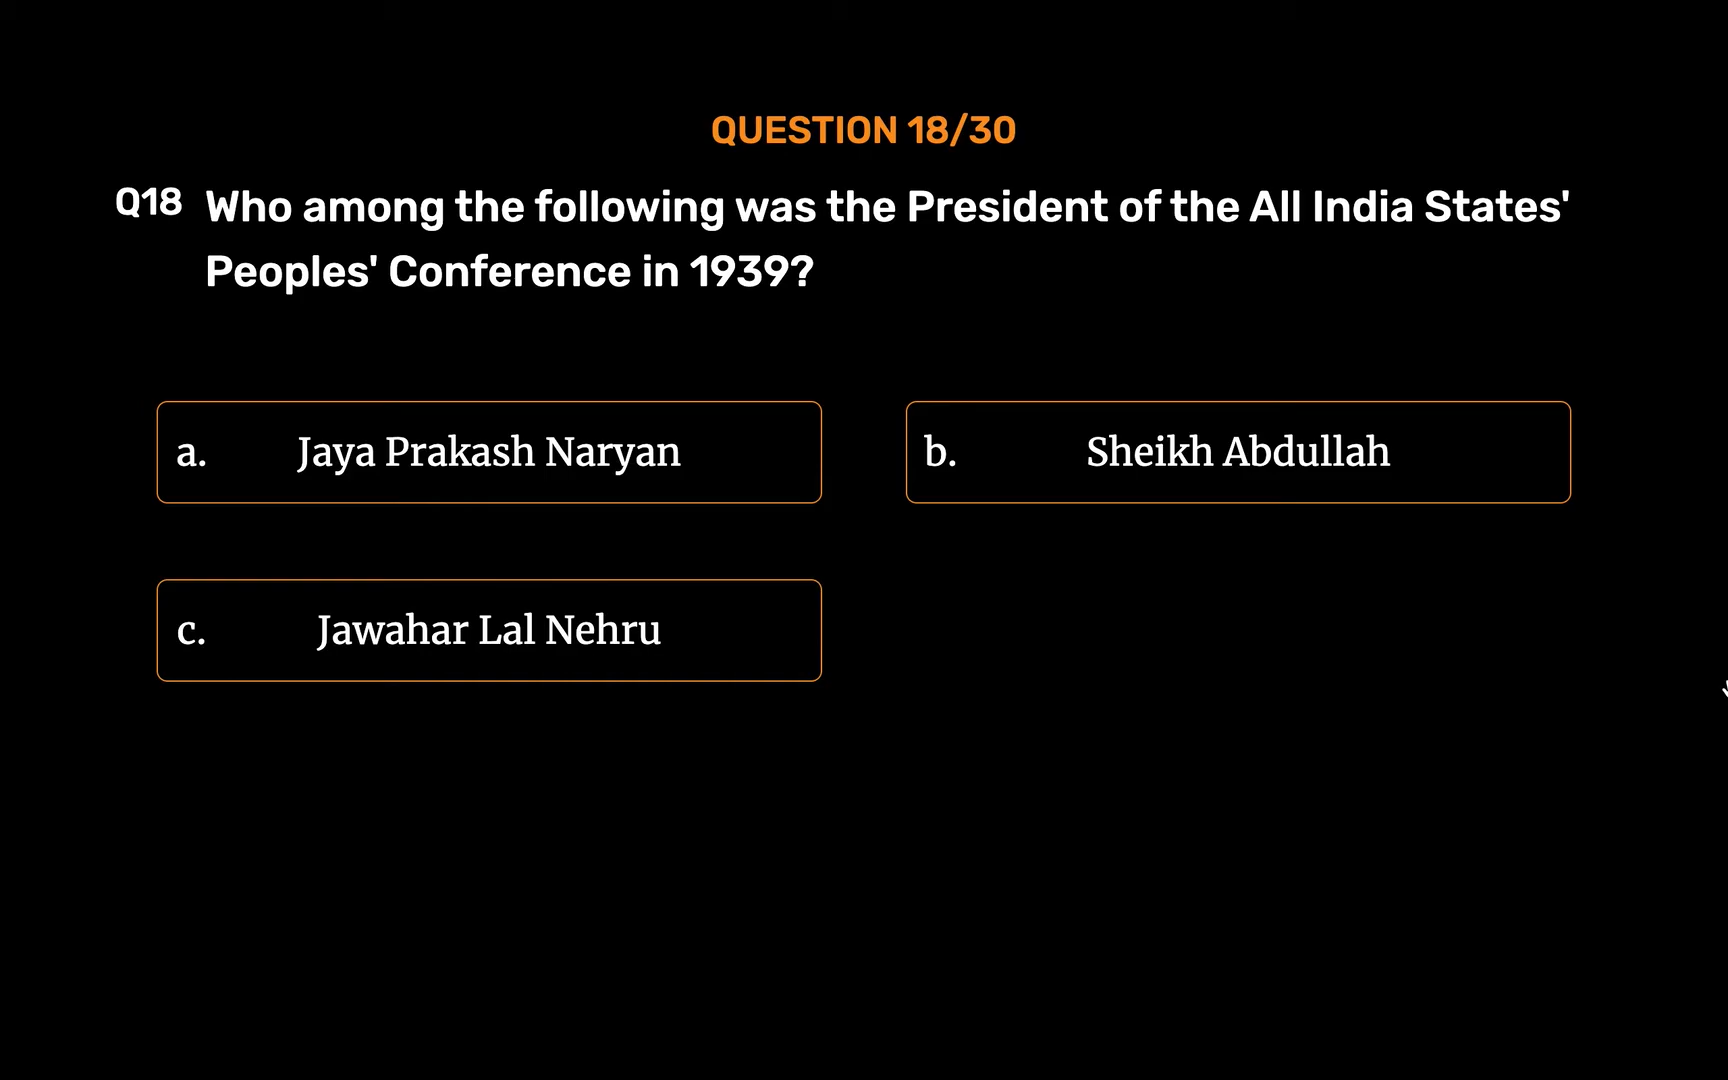 QUESTION 18/30
Q18 Who among the following was the President of the All India States'
Peoples' Conference in 1939?
a. Jaya Prakash Naryan
b. Sheikh Abdullah
c. Jawahar Lal Nehru